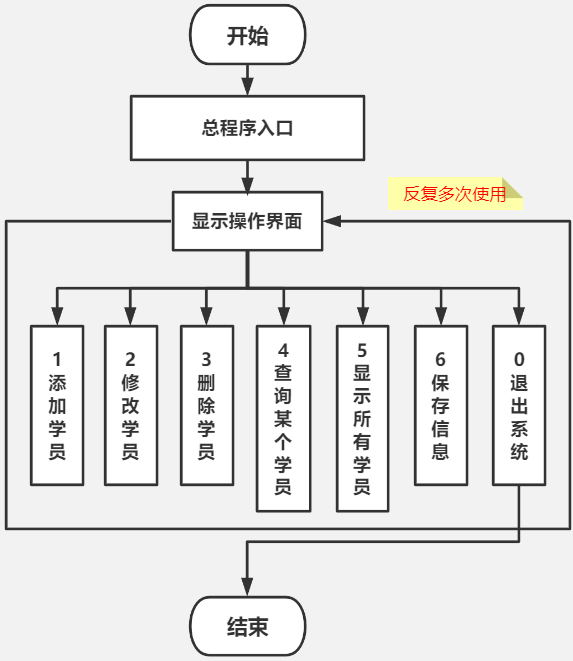 开始
总程序入口
反复多次使用
显示操作界面
1
添
加
学
员
2
修
改
学
员
3
删
除
学
员
4
查
询
某
个
学
员
5
显
示
所
有
学
员
6
保
存
信
息
0
退
出
系
统
结束